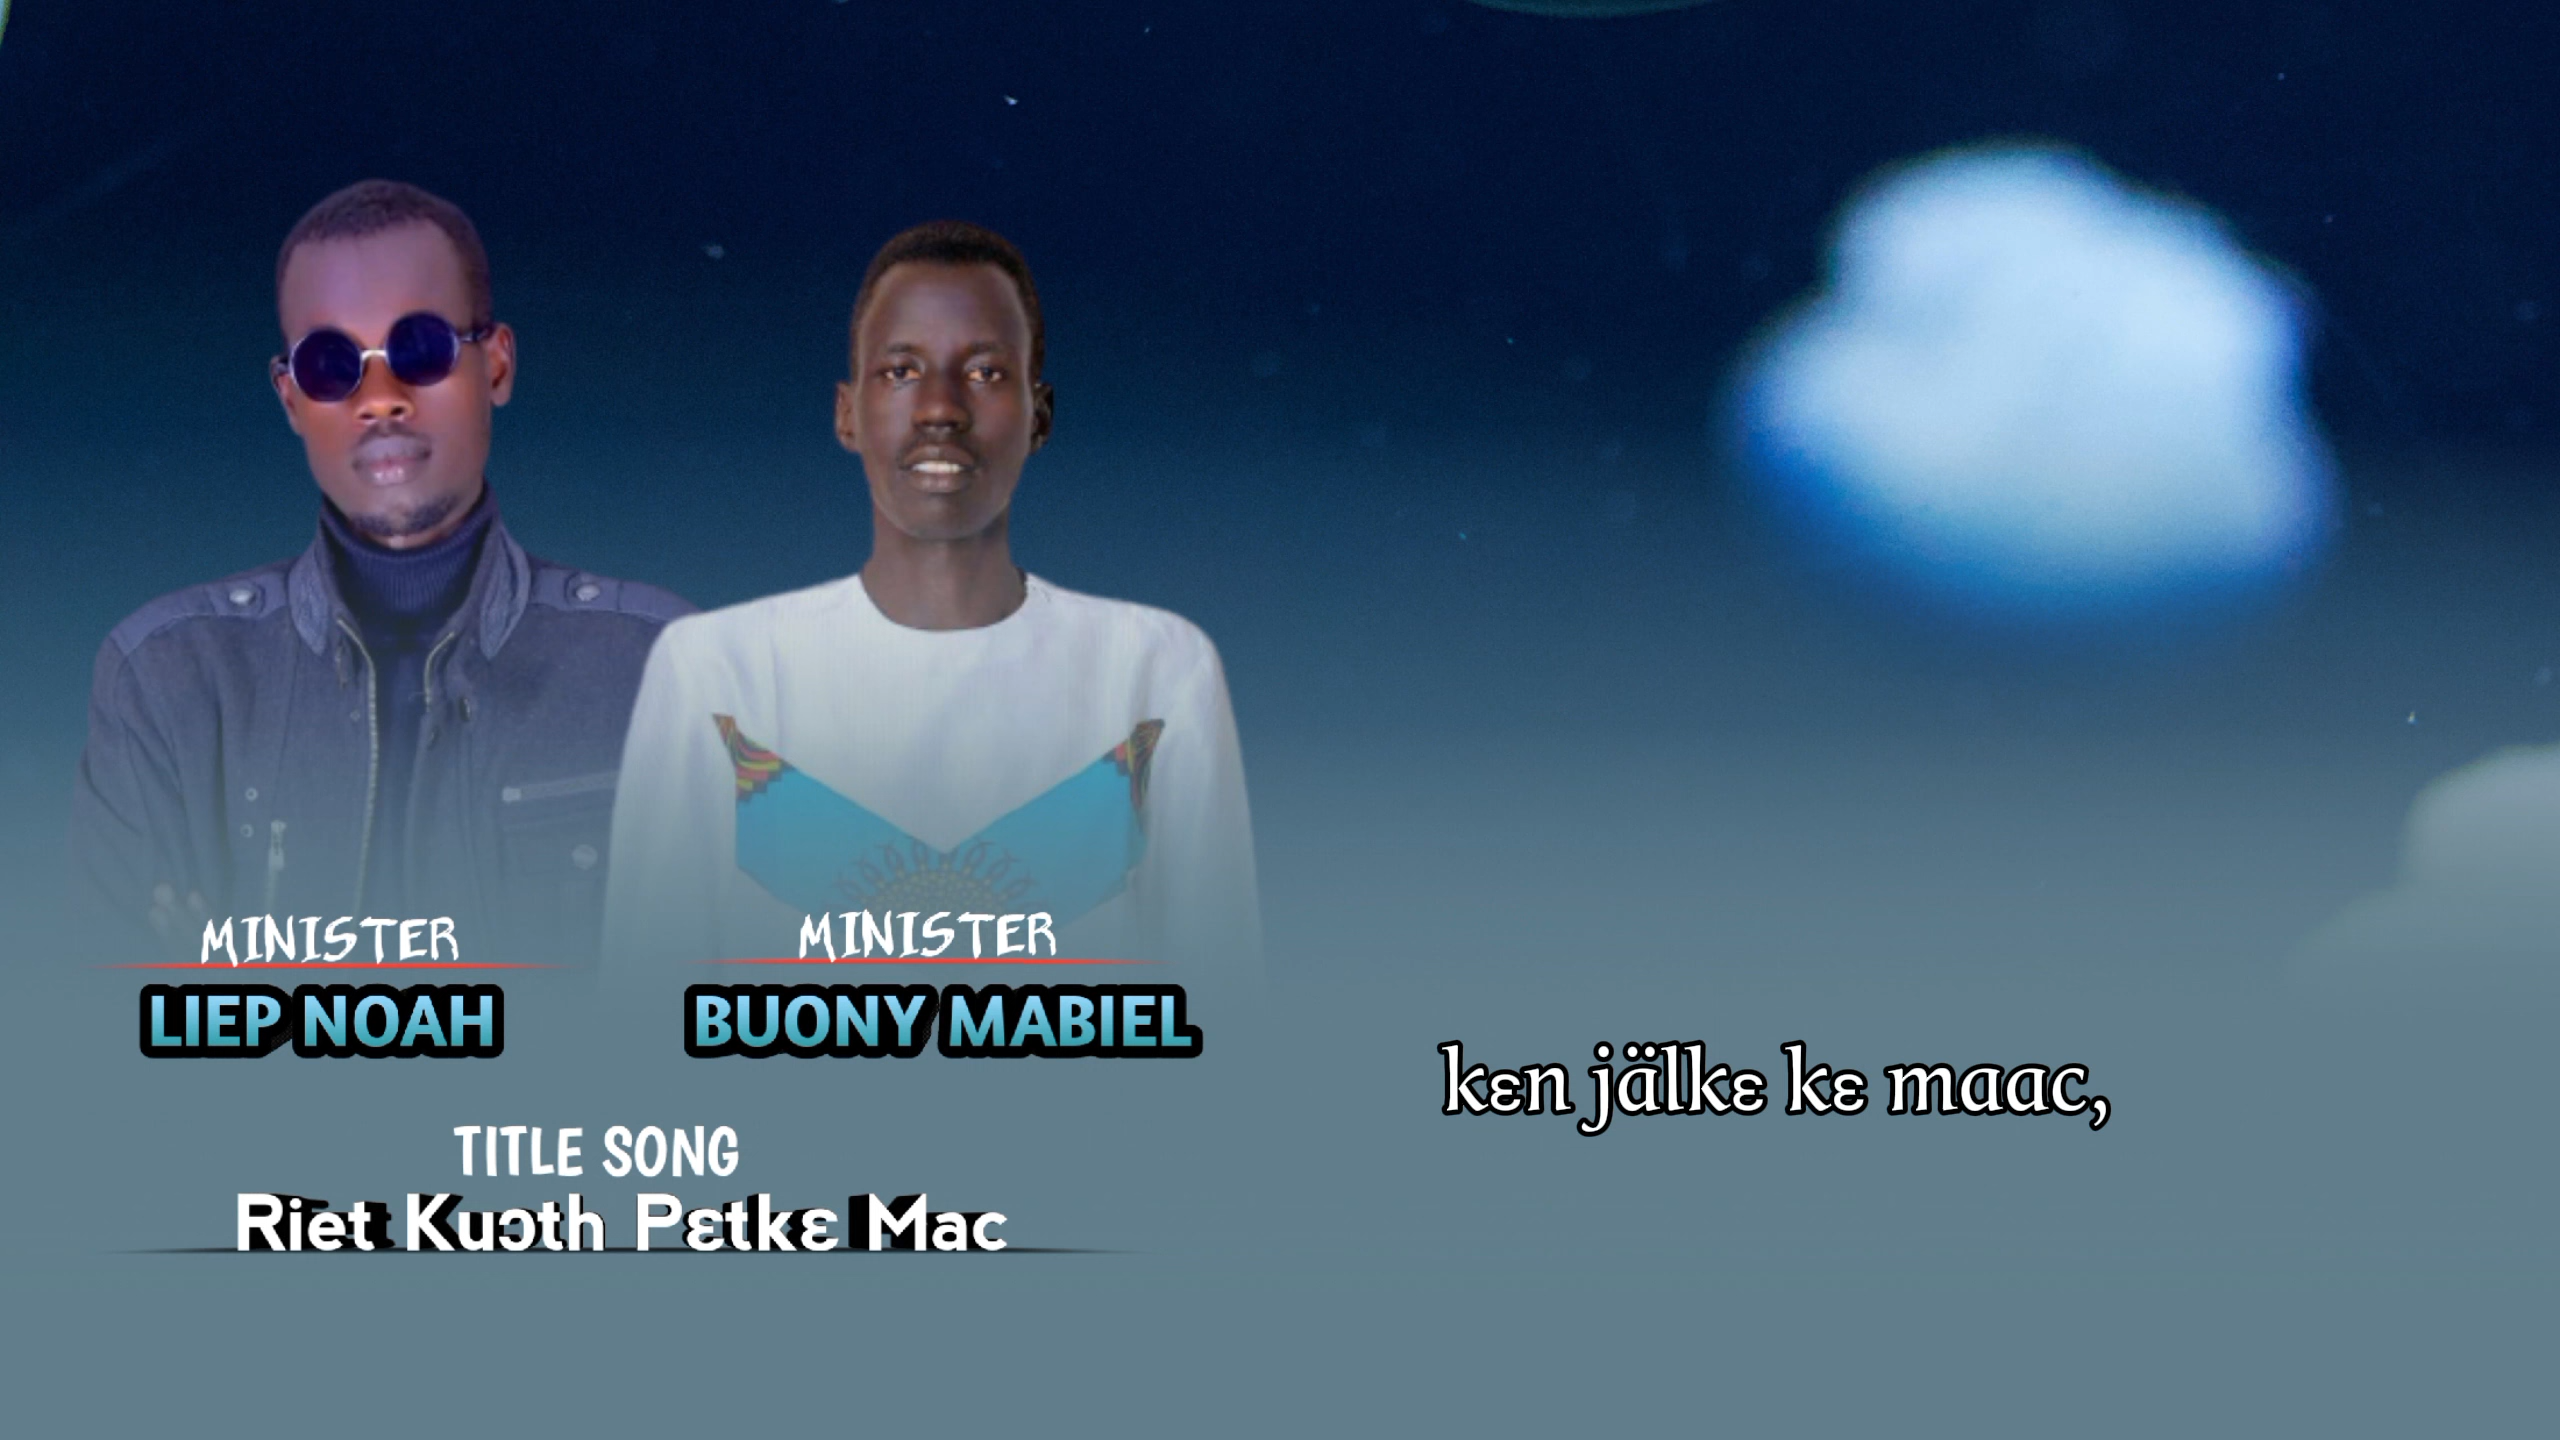 MINISTER
LIEP NOAH
MINISTER
BUONY MABIEL
TITLE SONG
Riet Kuɔth Pɛtkɛ Mac
kɛn jälkɛ kɛ maac,